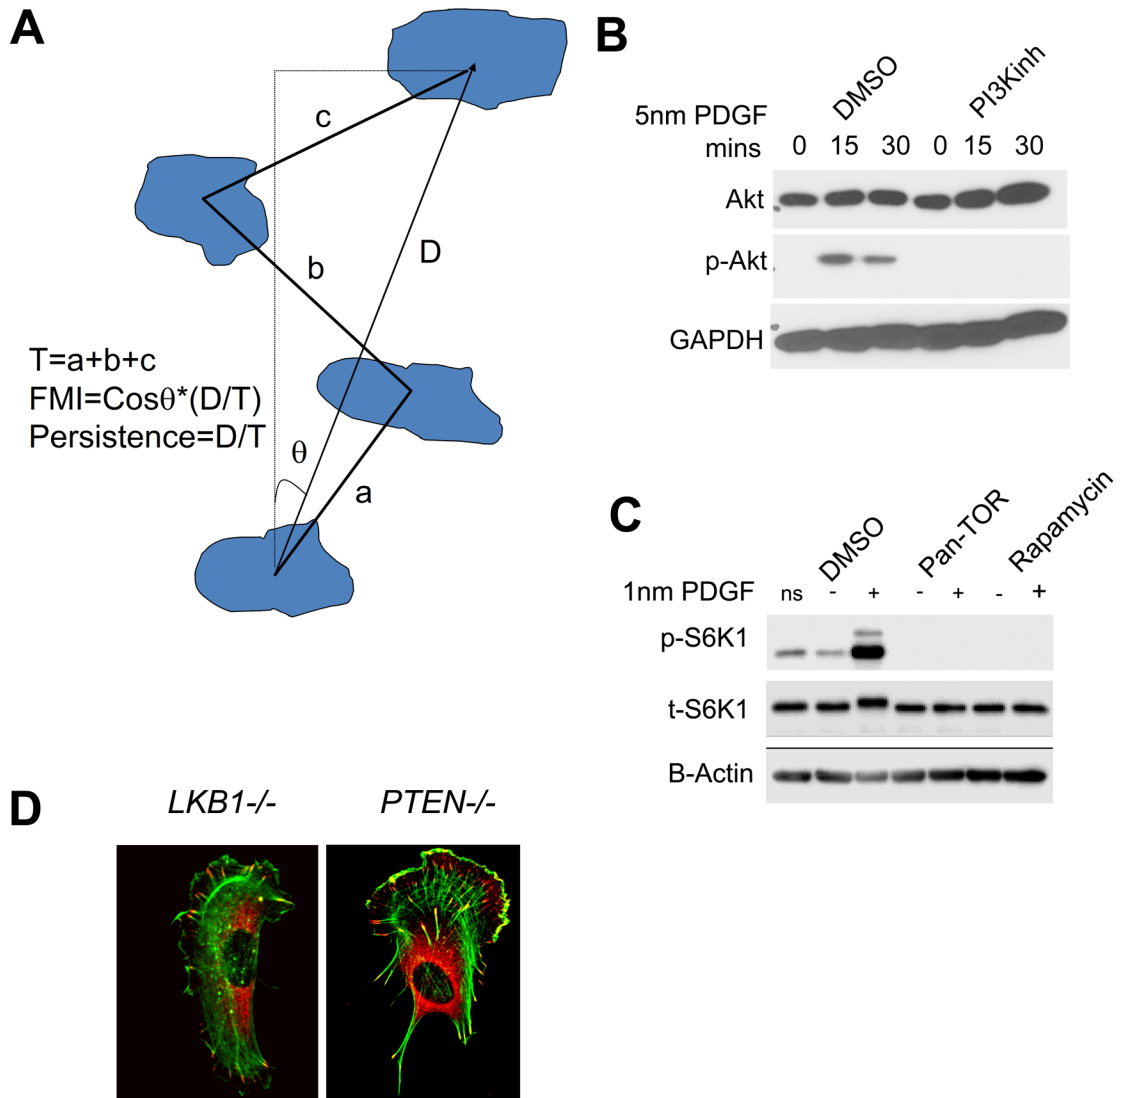 A
c
D
b
T=a+b+c
FMI=Cosθ*(D/T)
Persistence=D/T
θ
a
B
DMSO PI3Kinh
5nm PDGF
mins 0 15 30 0 15 30
Akt
p-Akt
GAPDH
C
DMSO Pan-TOR Rapamycin
1nm PDGF ns - + - + - +
p-S6K1
t-S6K1
B-Actin
D
LKB1-/- PTEN-/-